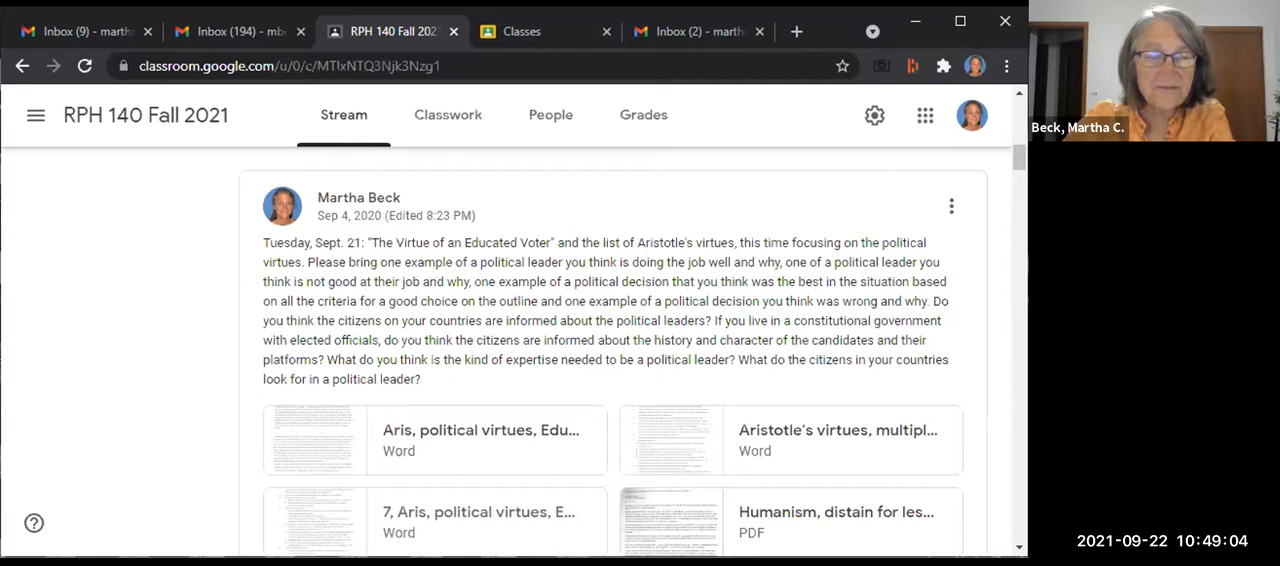 Inbox (9) - marth
Inbox (194) - mb
RPH 140 Fall 202
Classes
Inbox (2) - marth
classroom.google.com/u/0/c/MTIxNTQ3Njk3Nzg1
RPH 140 Fall 2021
Stream
Classwork
People
Grades
Beck, Martha C.
Martha Beck
Sep 4, 2020 (Edited 8:23 PM)
Tuesday, Sept. 21: "The Virtue of an Educated Voter" and the list of Aristotle's virtues, this time focusing on the political
virtues. Please bring one example of a political leader you think is doing the job well and why, one of a political leader you
think is not good at their job and why, one example of a political decision that you think was the best in the situation based
on all the criteria for a good choice on the outline and one example of a political decision you think was wrong and why. Do
you think the citizens on your countries are informed about the political leaders? If you live in a constitutional government
with elected officials, do you think the citizens are informed about the history and character of the candidates and their
platforms? What do you think is the kind of expertise needed to be a political leader? What do the citizens in your countries
look for in a political leader?
Aris political virtues, Edu...
Word
Aristotle's virtues, multipl...
Word
7, Aris political virtues, E...
Word
Humanism, distain for les...
PDF
2021-09-22 10:49:04